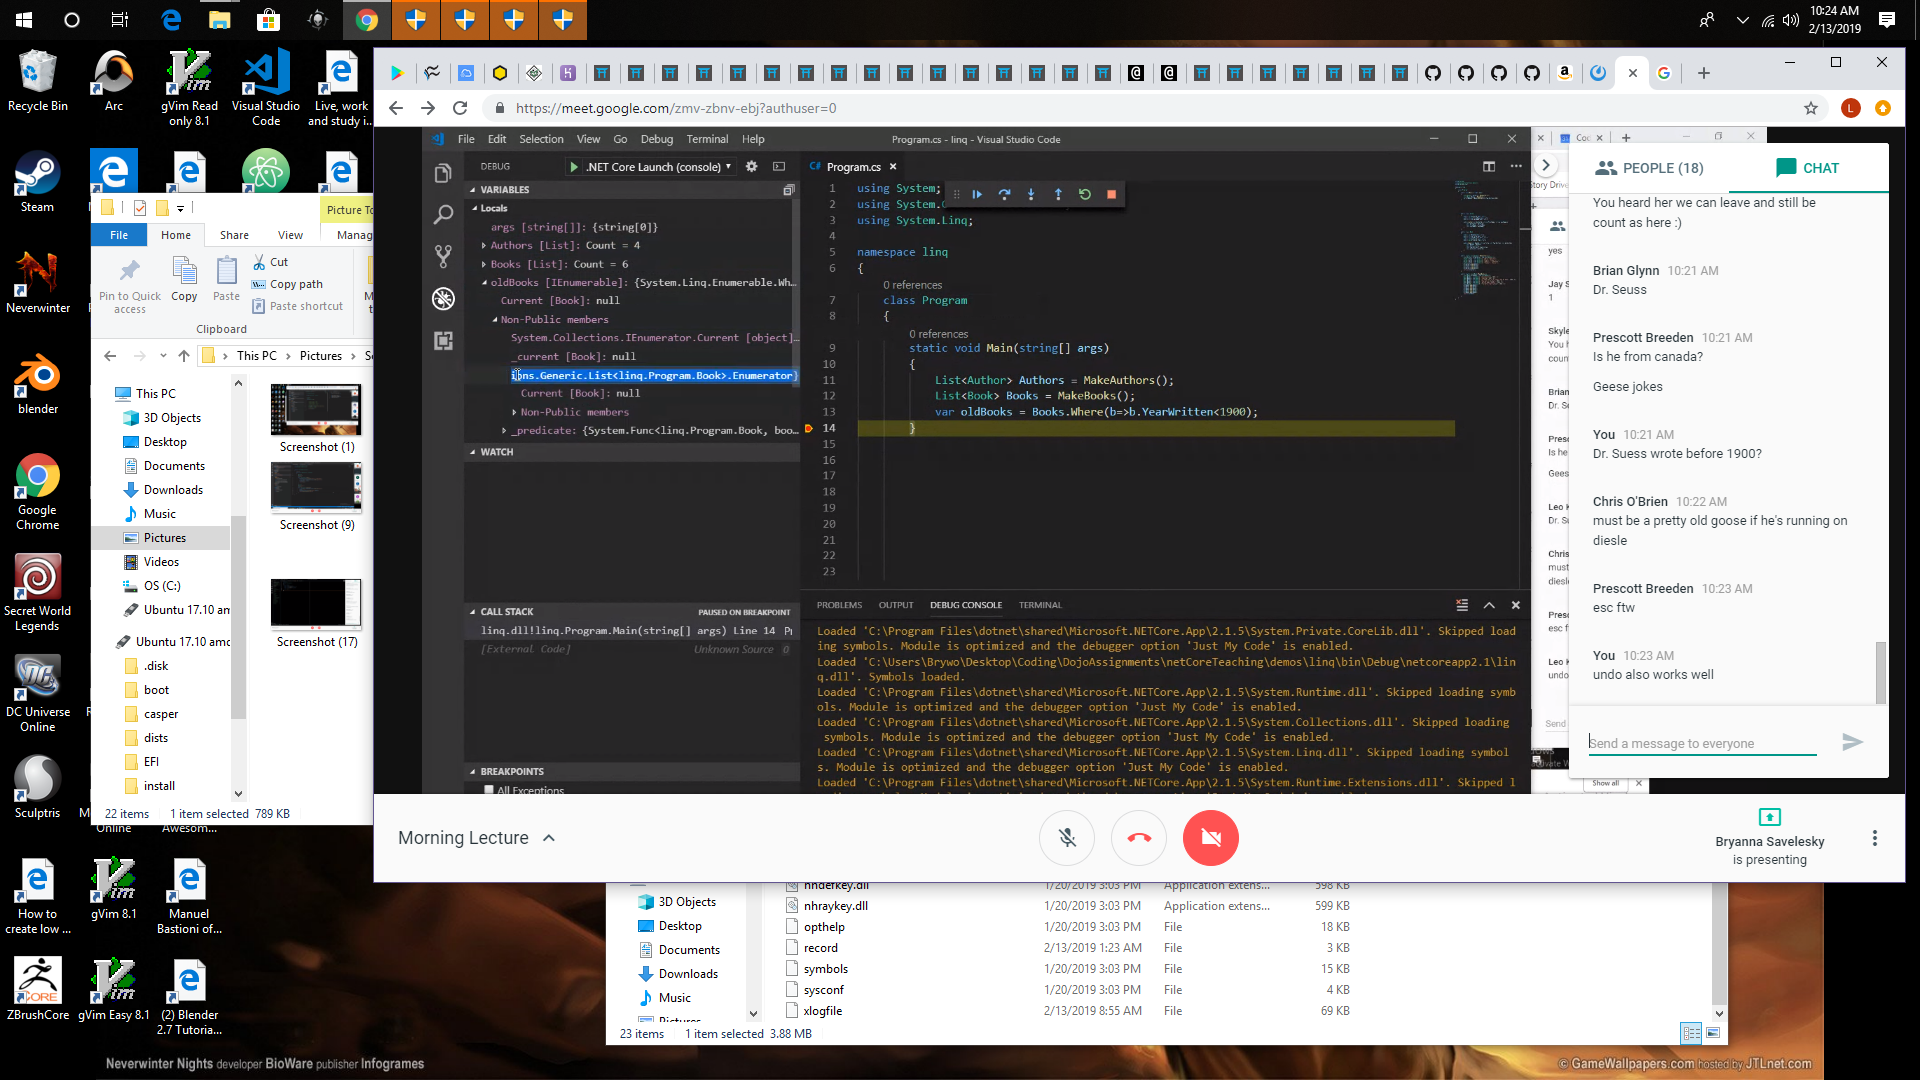 10:24 AM
2/13/2019
Recycle Bin
Arc
gVim Read only 8.1
Visual Studio Code
Live, work and study i...
Steam
Neverwinter
blender
Google Chrome
Secret World Legends
DC Universe Online
Sculptris
How to create low ...
gVim 8.1
Manuel Bastioni of...
ZBrushCore
gVim Easy 8.1
(2) Blender 2.7 Tutoria...
Online
Awesom...
Picture To
File
Home
Share
View
Manag
Pin to Quick access
Copy
Paste
Cut
Copy path
Paste shortcut
Clipboard
This PC
Pictures
This PC
3D Objects
Desktop
Documents
Downloads
Music
Pictures
Videos
OS (C:)
Ubuntu 17.10 am
Ubuntu 17.10 amd
.disk
boot
casper
dists
EFI
install
Screenshot (1)
Screenshot (9)
Screenshot (17)
22 items
1 item selected 789 KB
https://meet.google.com/zmv-zbnv-ebj?authuser=0
L
File Edit Selection View Go Debug Terminal Help
Program.cs - linq - Visual Studio Code
DEBUG
.NET Core Launch (console)
VARIABLES
Locals
args [string[]]: {string[0]}
Authors [List]: Count = 4
Books [List]: Count = 6
oldBooks [IEnumerable]: {System.Linq.Enumerable.Wh...
Current [Book]: null
Non-Public members
System.Collections.IEnumerator.Current [object]...
_current [Book]: null
ions.Generic.List<linq.Program.Book>.Enumerator}
Current [Book]: null
Non-Public members
_predicate: {System.Func<linq.Program.Book, boo...
WATCH
CALL STACK
PAUSED ON BREAKPOINT
linq.dll!linq.Program.Main(string[] args) Line 14
[External Code]
Unknown Source 0
BREAKPOINTS
All Exceptions
C# Program.cs
1 using System;
2 using System.C
3 using System.Linq;
4
5 namespace linq
6 {
0 references
7 class Program
8 {
0 references
9 static void Main(string[] args)
10 {
11 List<Author> Authors = MakeAuthors();
12 List<Book> Books = MakeBooks();
13 var oldBooks = Books.Where(b=>b.YearWritten<1900);
14 }
15
16
17
18
19
20
21
22
23
PROBLEMS
OUTPUT
DEBUG CONSOLE
TERMINAL
Loaded 'C:\Program Files\dotnet\shared\Microsoft.NETCore.App\2.1.5\System.Private.CoreLib.dll'. Skipped load
ing symbols. Module is optimized and the debugger option 'Just My Code' is enabled.
Loaded 'C:\Users\Brywo\Desktop\Coding\DojoAssignments\netCoreTeaching\demos\linq\bin\Debug\netcoreapp2.1\lin
q.dll'. Symbols loaded.
Loaded 'C:\Program Files\dotnet\shared\Microsoft.NETCore.App\2.1.5\System.Runtime.dll'. Skipped loading symb
ols. Module is optimized and the debugger option 'Just My Code' is enabled.
Loaded 'C:\Program Files\dotnet\shared\Microsoft.NETCore.App\2.1.5\System.Collections.dll'. Skipped loading
symbols. Module is optimized and the debugger option 'Just My Code' is enabled.
Loaded 'C:\Program Files\dotnet\shared\Microsoft.NETCore.App\2.1.5\System.Linq.dll'. Skipped loading symbol
s. Module is optimized and the debugger option 'Just My Code' is enabled.
Loaded 'C:\Program Files\dotnet\shared\Microsoft.NETCore.App\2.1.5\System.Runtime.Extensions.dll'. Skipped l
PEOPLE (18)
CHAT
You heard her we can leave and still be
count as here :)
Brian Glynn 10:21 AM
Dr. Seuss
Prescott Breeden 10:21 AM
Is he from canada?
Geese jokes
You 10:21 AM
Dr. Suess wrote before 1900?
Chris O'Brien 10:22 AM
must be a pretty old goose if he's running on
diesle
Prescott Breeden 10:23 AM
esc ftw
You 10:23 AM
undo also works well
Send a message to everyone
Show all
Morning Lecture
Bryanna Savelesky
is presenting
3D Objects
Desktop
Documents
Downloads
Music
Pictures
nhdefkey.dll 1/20/2019 3:03 PM Application extens... 598 KB
nhraykey.dll 1/20/2019 3:03 PM Application extens... 599 KB
opthelp 1/20/2019 3:03 PM File 18 KB
record 2/13/2019 1:23 AM File 3 KB
symbols 1/20/2019 3:03 PM File 15 KB
sysconf 1/20/2019 3:03 PM File 4 KB
xlogfile 2/13/2019 8:55 AM File 69 KB
23 items
1 item selected 3.88 MB
Neverwinter Nights developer BioWare publisher Infogrames
© GameWallpapers.com hosted by JTLnet.com